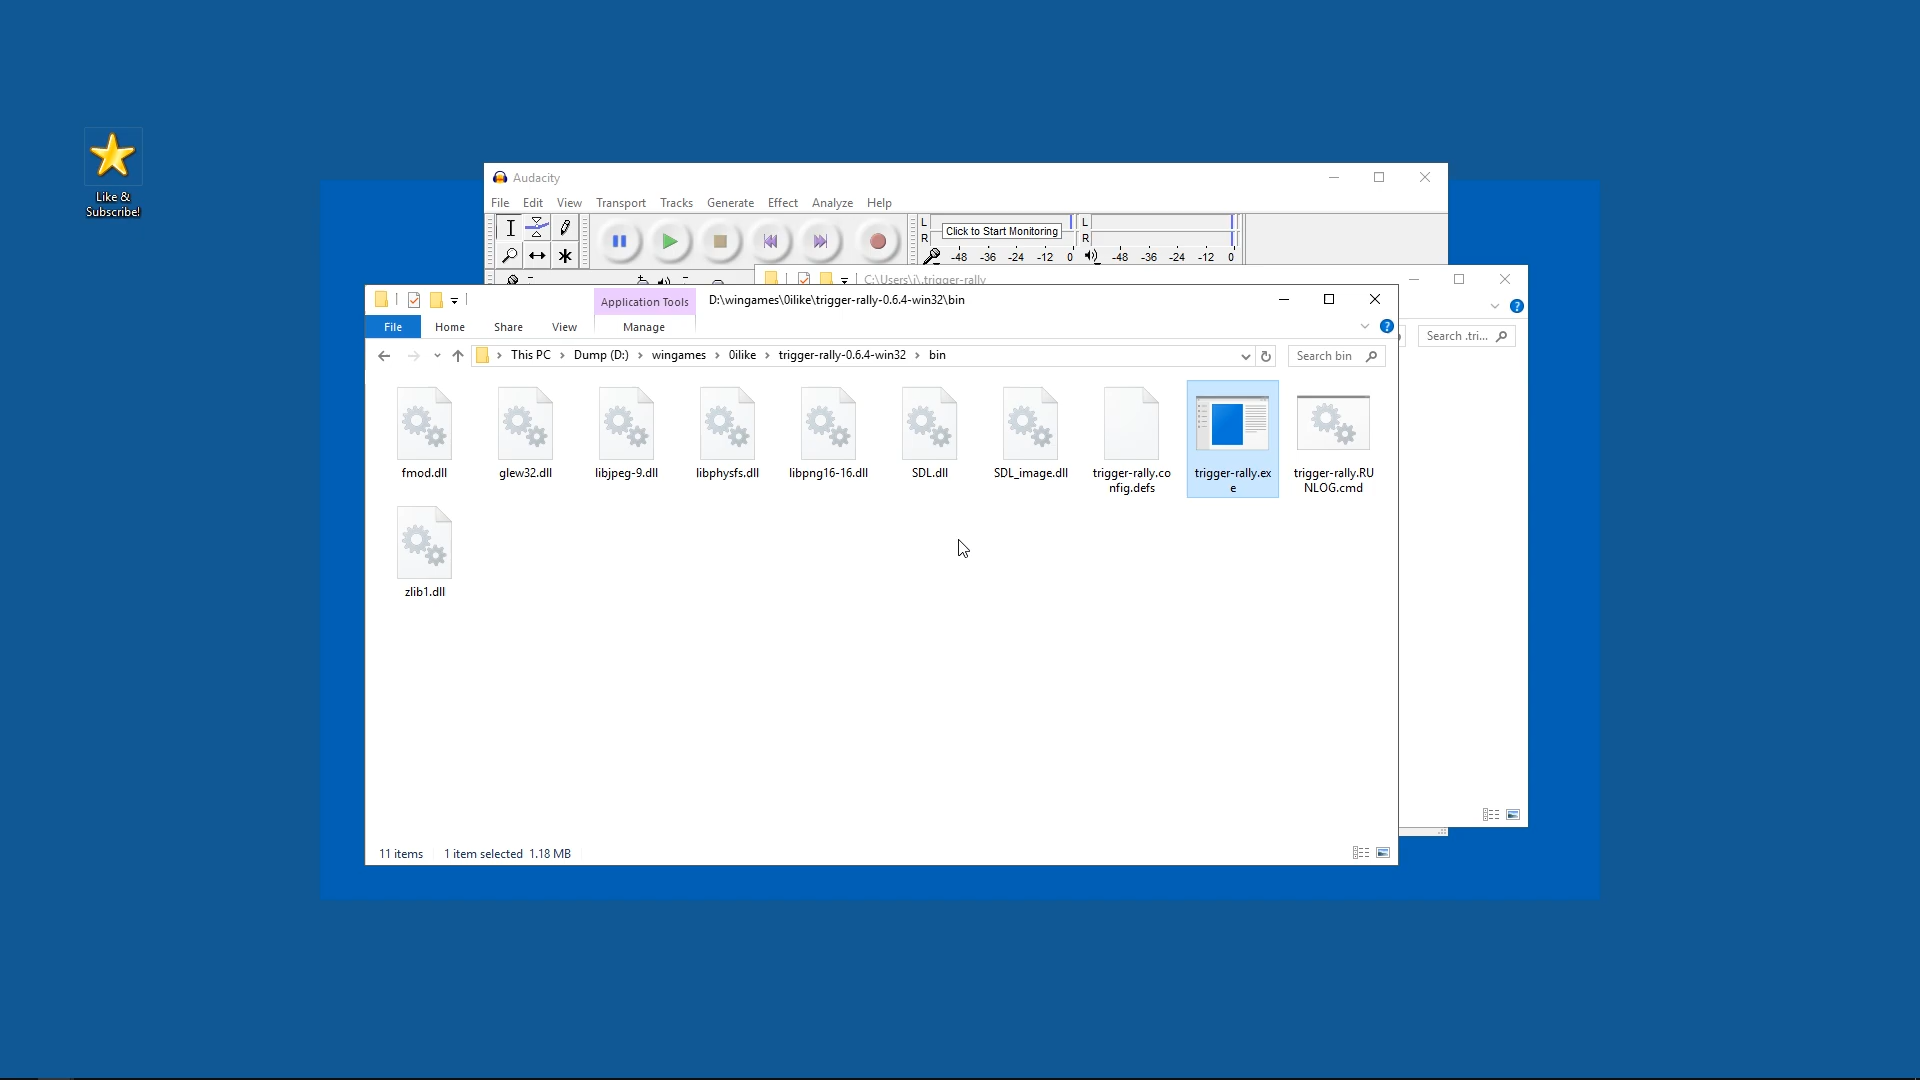 Like &
Subscribe!
Audacity
File Edit View Transport Tracks Generate Effect Analyze Help
L
R
Click to Start Monitoring
-48 -36 -24 -12 0
L
R
-48 -36 -24 -12 0
C:\Users\i\.trigger-rally
Search .tri...
Application Tools
D:\wingames\0ilike\trigger-rally-0.6.4-win32\bin
File Home Share View Manage
This PC Dump (D:) wingames 0ilike trigger-rally-0.6.4-win32 bin
Search bin
fmod.dll
glew32.dll
libjpeg-9.dll
libphysfs.dll
libpng16-16.dll
SDL.dll
SDL_image.dll
trigger-rally.co
nfig.defs
trigger-rally.ex
e
trigger-rally.RU
NLOG.cmd
zlib1.dll
11 items 1 item selected 1.18 MB